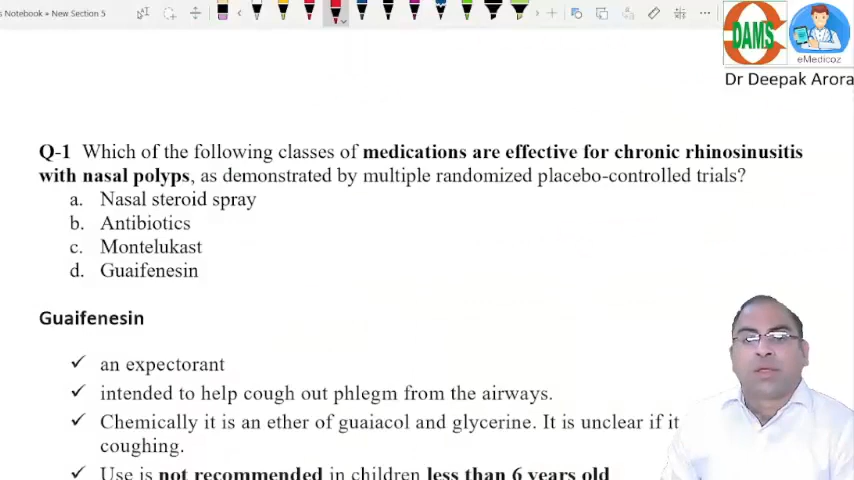 s Notebook » New Section 5
DAMS
eMedicoz
Dr Deepak Arora
Q-1 Which of the following classes of medications are effective for chronic rhinosinusitis
with nasal polyps, as demonstrated by multiple randomized placebo-controlled trials?
a. Nasal steroid spray
b. Antibiotics
c. Montelukast
d. Guaifenesin
Guaifenesin
✓ an expectorant
✓ intended to help cough out phlegm from the airways.
✓ Chemically it is an ether of guaiacol and glycerine. It is unclear if it
coughing.
✓ Use is not recommended in children less than 6 years old